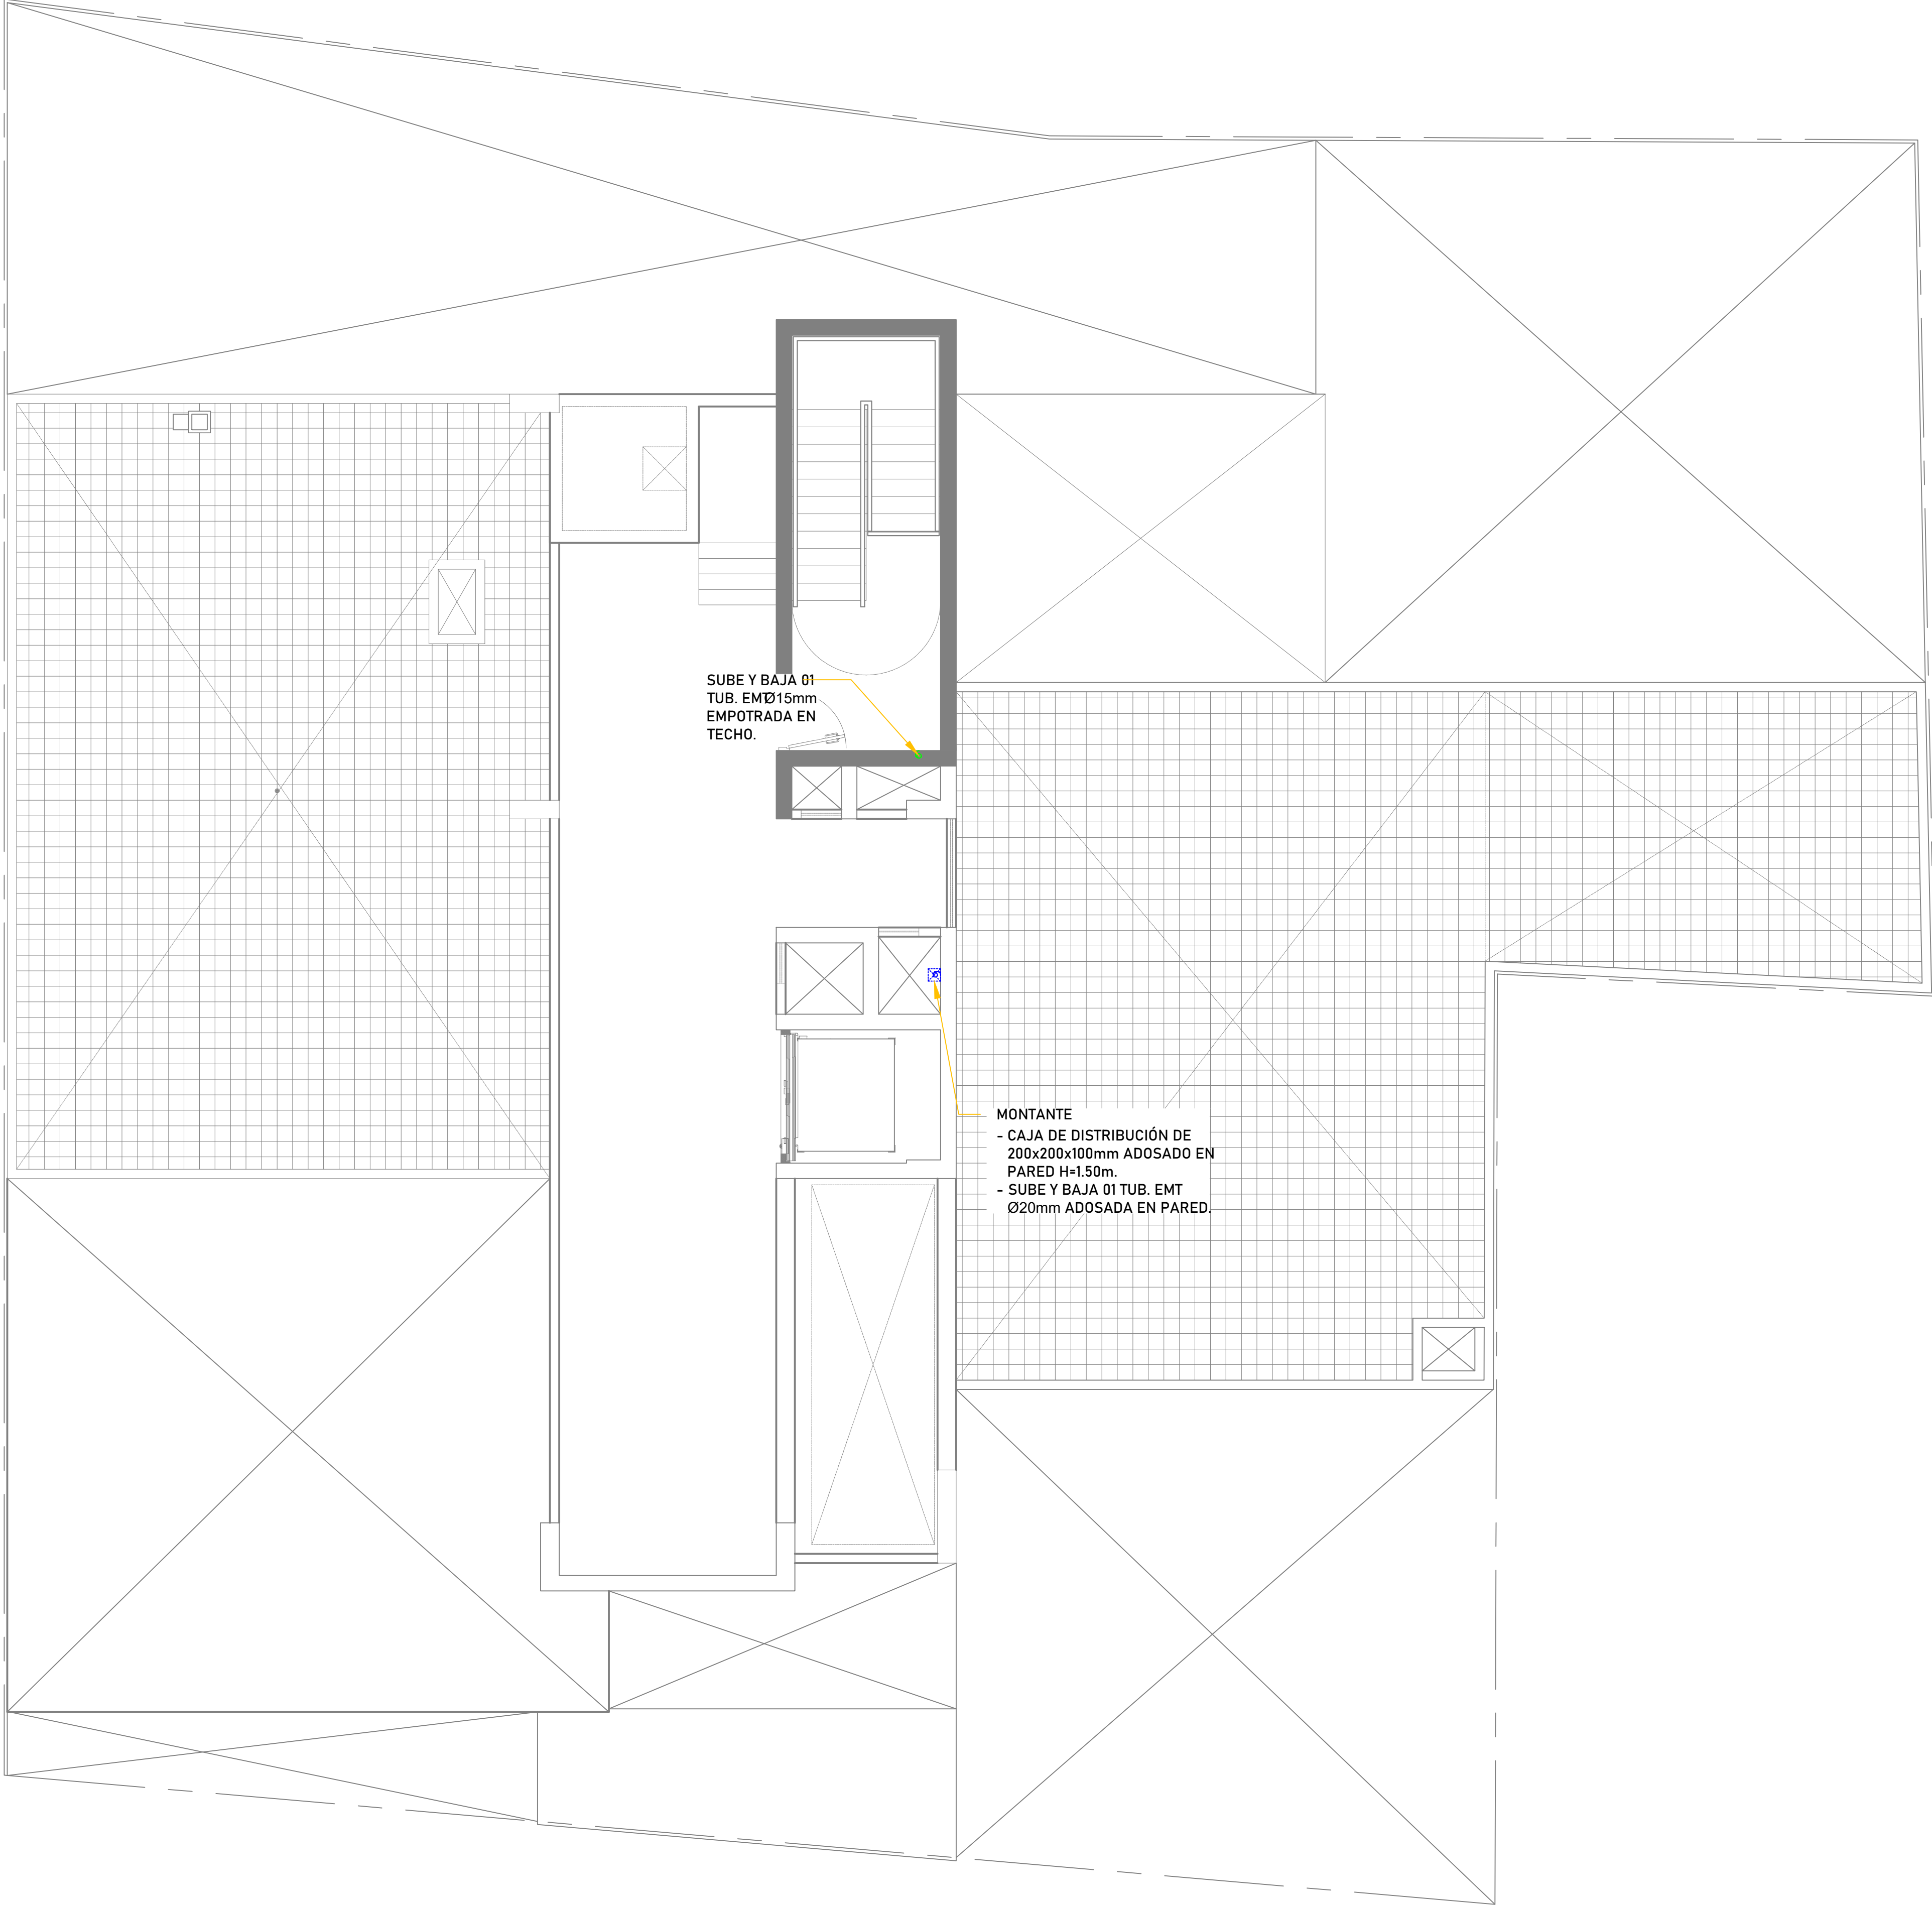 SUBE Y BAJA 01
TUB. EMTØ15mm
EMPOTRADA EN
TECHO.
MONTANTE
- CAJA DE DISTRIBUCIÓN DE
200x200x100mm ADOSADO EN
PARED H=1.50m.
- SUBE Y BAJA 01 TUB. EMT
Ø20mm ADOSADA EN PARED.